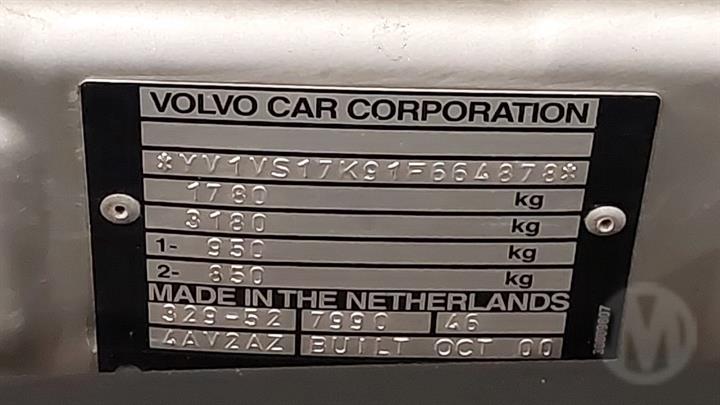 VOLVO CAR CORPORATION
*YV1VS17K91F664878*
1780 kg
3180 kg
1- 950 kg
2- 850 kg
MADE IN THE NETHERLANDS
329-52 7990 46
4AV2AZ BUILT OCT 00
M